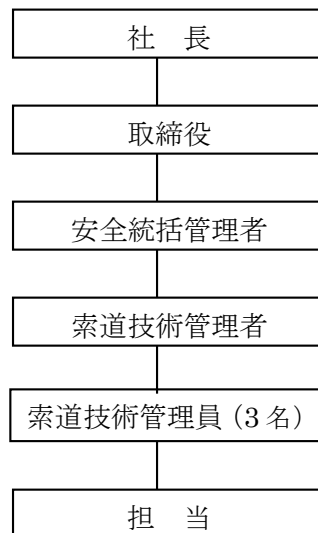 社　長
取締役
安全統括管理者
索道技術管理者
索道技術管理員（3名）
担　当